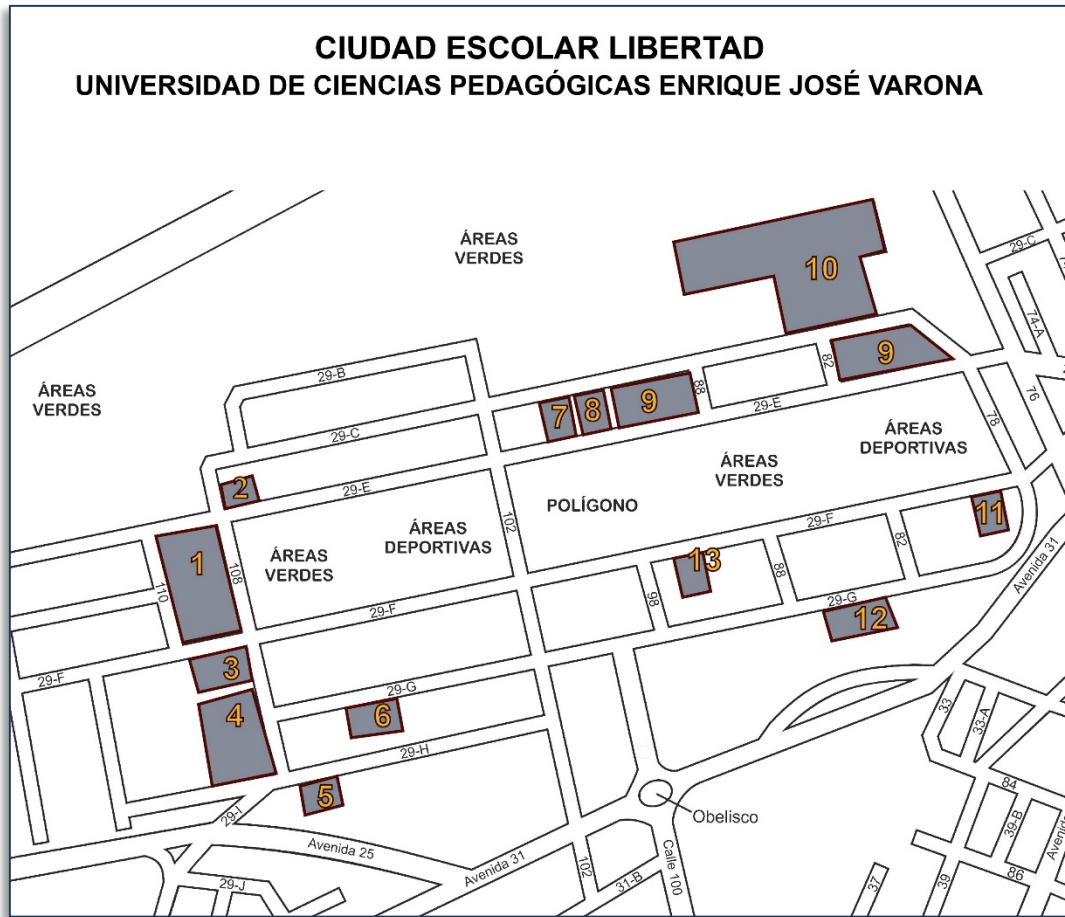 CIUDAD ESCOLAR LIBERTAD
UNIVERSIDAD DE CIENCIAS PEDAGÓGICAS ENRIQUE JOSÉ VARONA
ÁREAS
VERDES
29-C
10
74-A
9
82
29-B
88
76
ÁREAS
VERDES
7
8
9
29-E
78
29-C
ÁREAS
DEPORTIVAS
ÁREAS
VERDES
2
29-E
POLÍGONO
102
29-F
11
ÁREAS
DEPORTIVAS
ÁREAS
VERDES
1
108
110
13
88
82
Avenida 31
98
29-G
12
29-F
3
29-F
29-G
4
6
29-H
33
33-A
5
84
29-I
Obelisco
39-B
Avenida 25
Avenida 31
Calle 100
Avenida
102
31-B
86
29-J
37
39